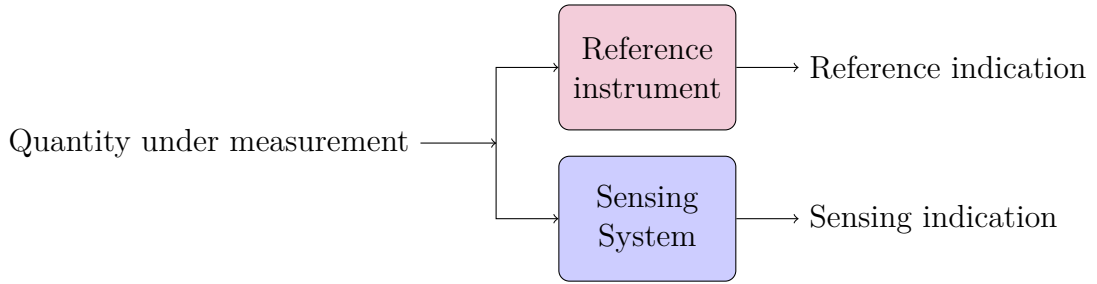 Reference
instrument
Reference indication
Quantity under measurement
Sensing
System
Sensing indication